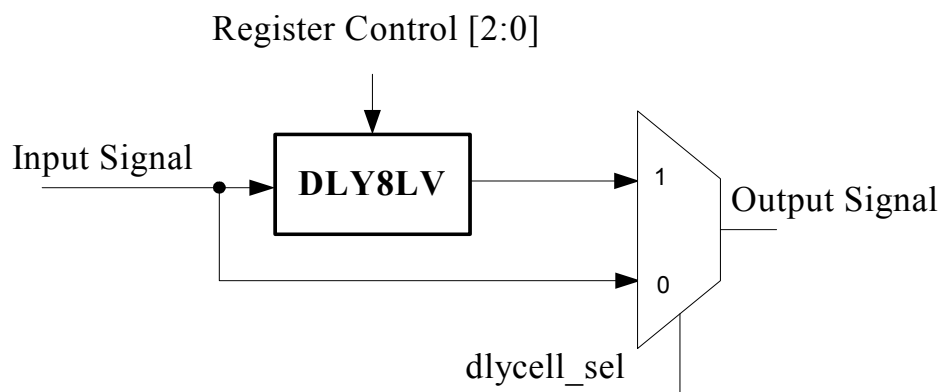 Register Control [2:0]
Input Signal
DLY8LV
1
Output Signal
0
dlycell_sel